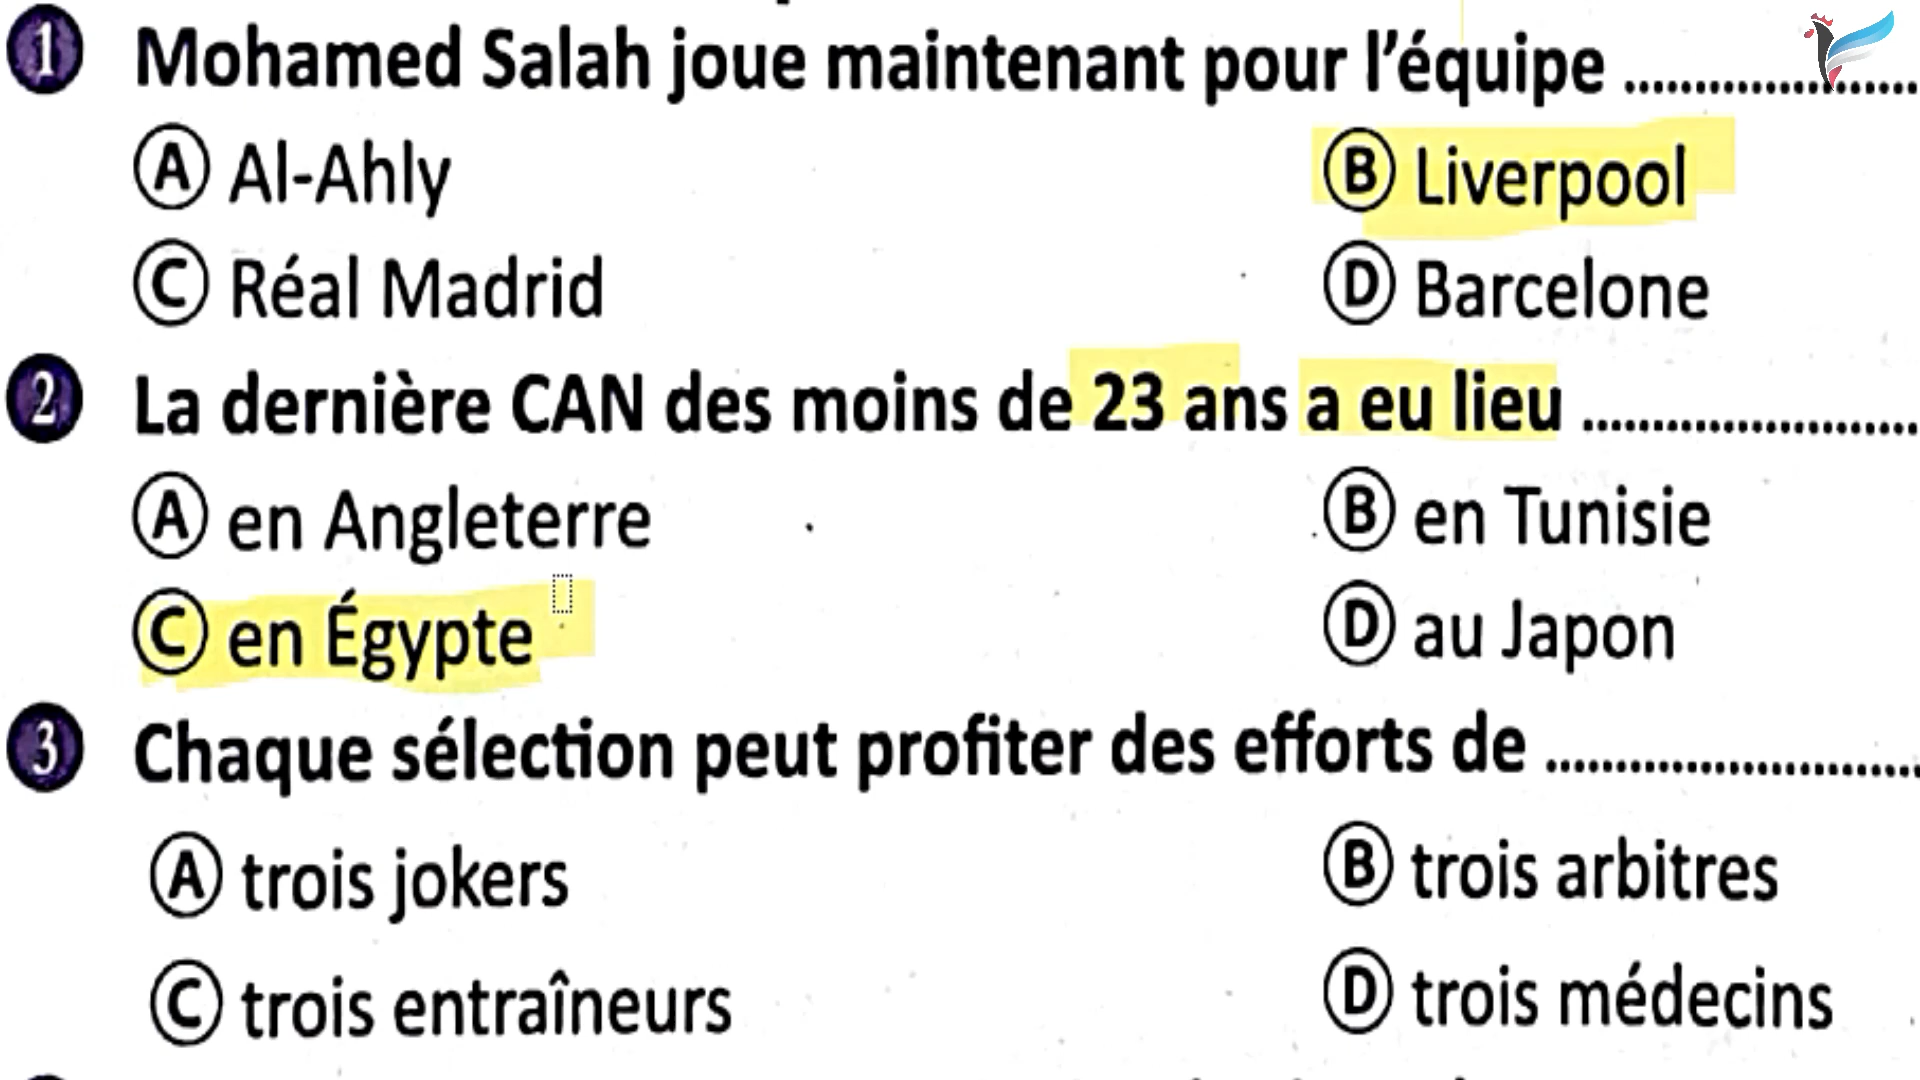 1 Mohamed Salah joue maintenant pour l'équipe ......................
A Al-Ahly B Liverpool
C Réal Madrid D Barcelone
2 La dernière CAN des moins de 23 ans a eu lieu ........................
A en Angleterre B en Tunisie
C en Égypte D au Japon
3 Chaque sélection peut profiter des efforts de ...........................
A trois jokers B trois arbitres
C trois entraîneurs D trois médecins